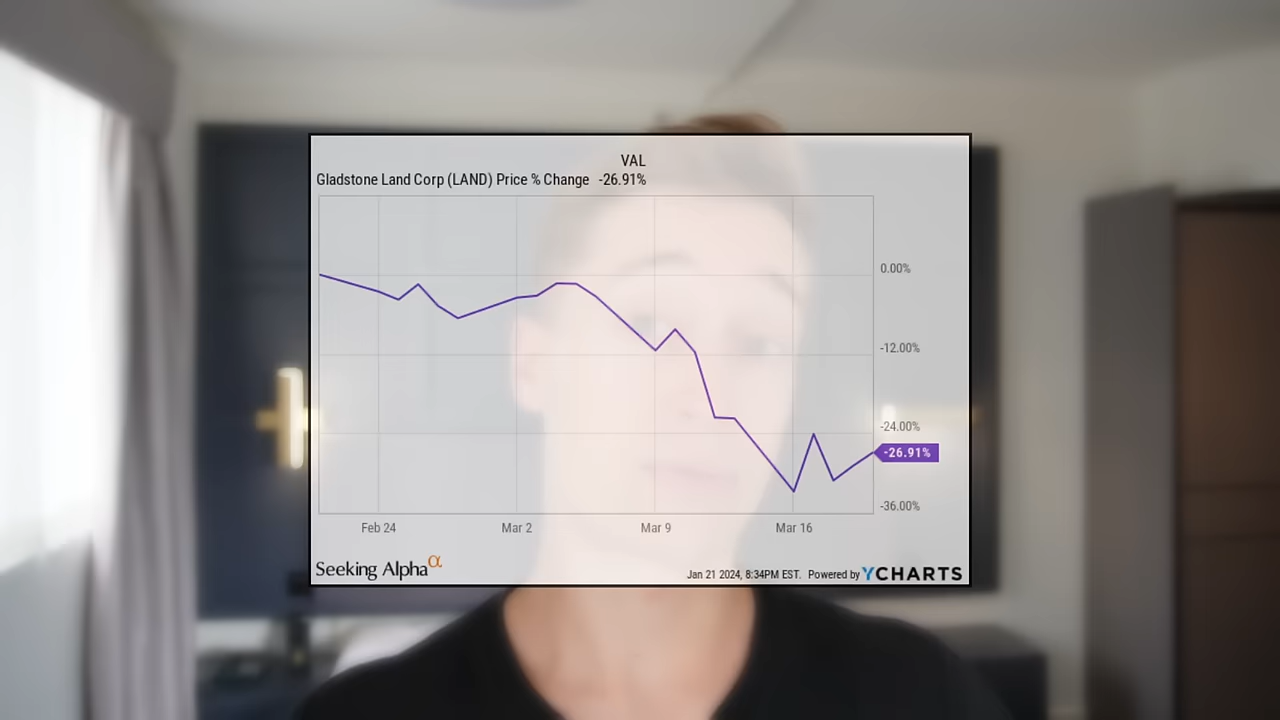 VAL
Gladstone Land Corp (LAND) Price % Change -26.91%
0.00%
-12.00%
-24.00%
-26.91%
-36.00%
Feb 24 Mar 2 Mar 9 Mar 16
Seeking Alphaα
Jan 21 2024, 8:34PM EST. Powered by YCHARTS